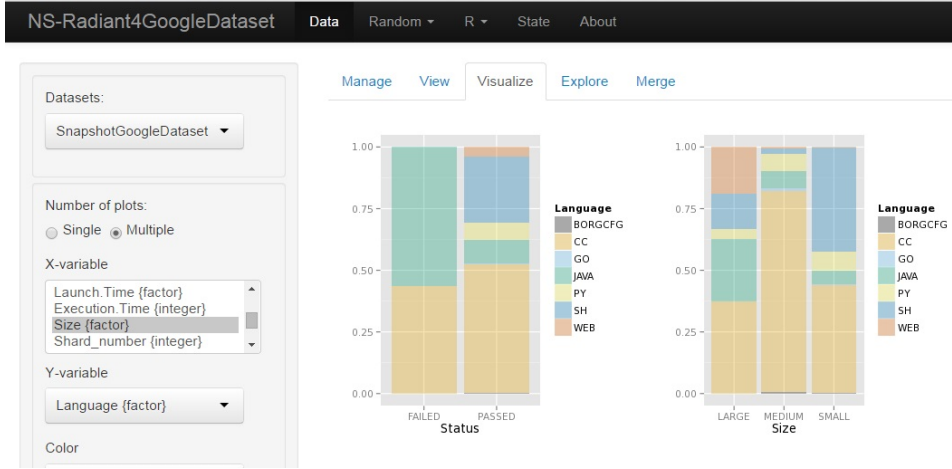 NS-Radiant4GoogleDataset Data Random R State About
Manage View Visualize Explore Merge
Datasets:
SnapshotGoogleDataset
Number of plots:
Single Multiple
X-variable
Launch.Time {factor}
Execution.Time {integer}
Size {factor}
Shard_number {integer}
Y-variable
Language {factor}
Color
1.00
0.75
0.50
0.25
0.00
FAILED PASSED
Status
Language
BORGCFG
CC
GO
JAVA
PY
SH
WEB
1.00
0.75
0.50
0.25
0.00
LARGE MEDIUM SMALL
Size
Language
BORGCFG
CC
GO
JAVA
PY
SH
WEB